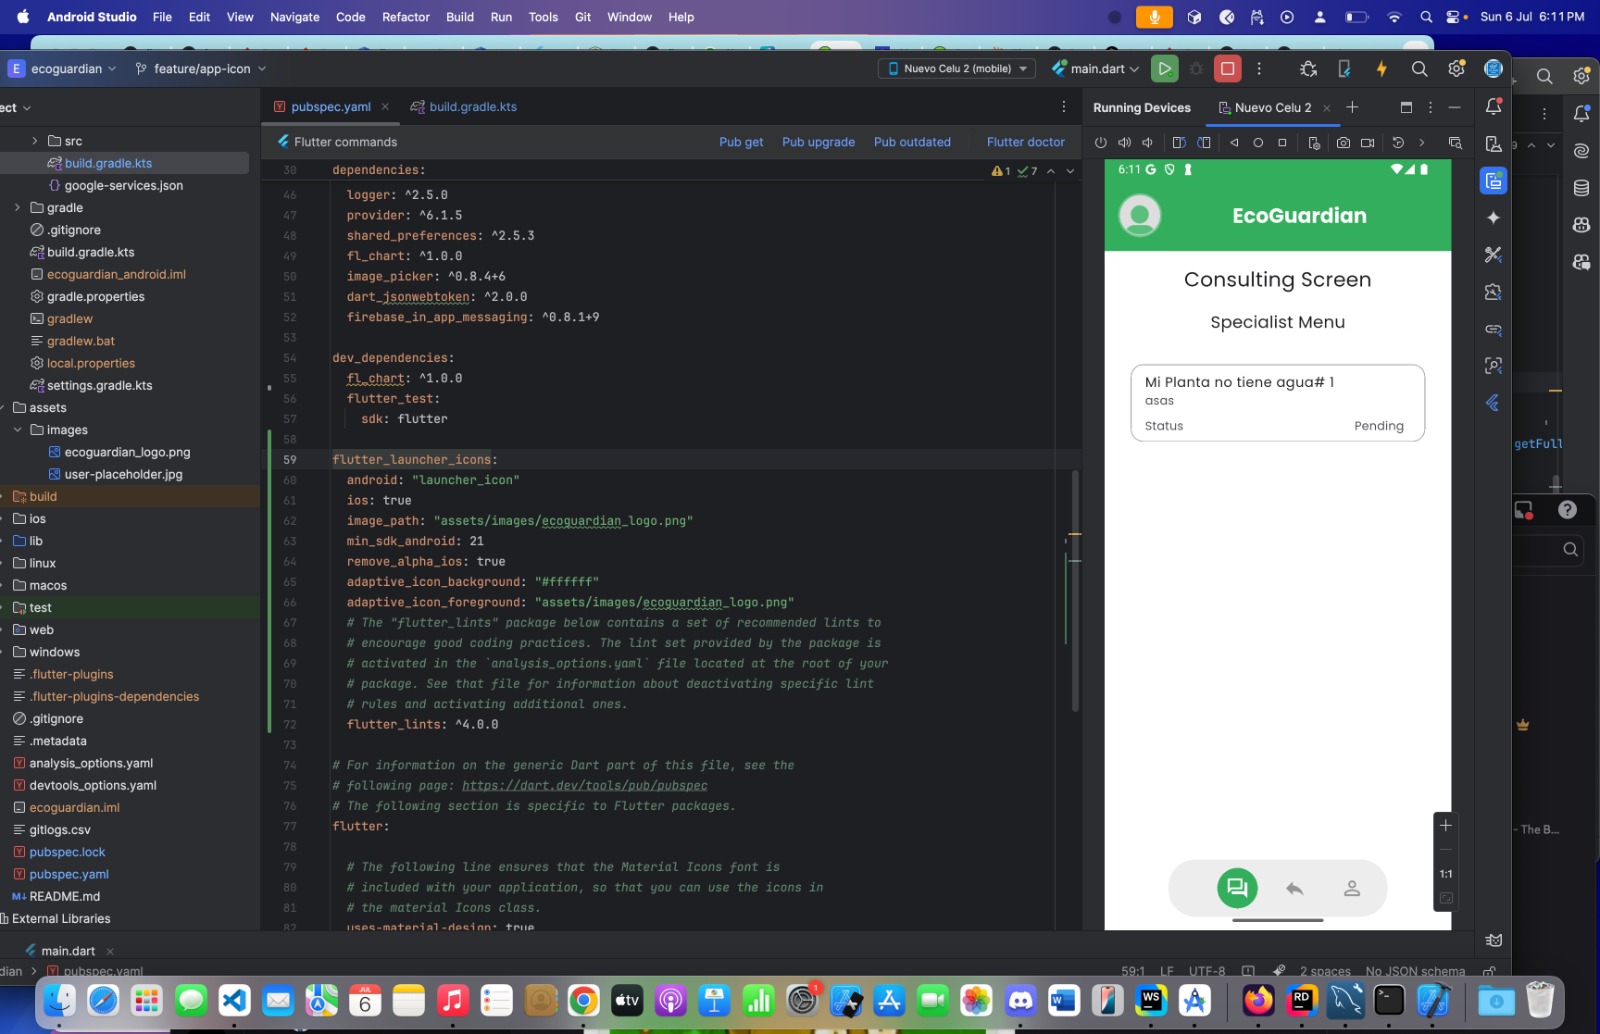 Android Studio File Edit View Navigate Code Refactor Build Run Tools Git Window Help Sun 6 Jul 6:11 PM
E ecoguardian feature/app-icon Nuevo Celu 2 (mobile) main.dart
ect pubspec.yaml build.gradle.kts Running Devices Nuevo Celu 2
Flutter commands Pub get Pub upgrade Pub outdated Flutter doctor
src
build.gradle.kts
google-services.json
gradle
.gitignore
build.gradle.kts
ecoguardian_android.iml
gradle.properties
gradlew
gradlew.bat
local.properties
settings.gradle.kts
assets
images
ecoguardian_logo.png
user-placeholder.jpg
build
ios
lib
linux
macos
test
web
windows
.flutter-plugins
.flutter-plugins-dependencies
.gitignore
.metadata
analysis_options.yaml
devtools_options.yaml
ecoguardian.iml
gitlogs.csv
pubspec.lock
pubspec.yaml
README.md
External Libraries
30 dependencies: 1 7
46 logger: ^2.5.0
47 provider: ^6.1.5
48 shared_preferences: ^2.5.3
49 fl_chart: ^1.0.0
50 image_picker: ^0.8.4+6
51 dart_jsonwebtoken: ^2.0.0
52 firebase_in_app_messaging: ^0.8.1+9
53
54 dev_dependencies:
55 fl_chart: ^1.0.0
56 flutter_test:
57 sdk: flutter
58
59 flutter_launcher_icons:
60 android: "launcher_icon"
61 ios: true
62 image_path: "assets/images/ecoguardian_logo.png"
63 min_sdk_android: 21
64 remove_alpha_ios: true
65 adaptive_icon_background: "#ffffff"
66 adaptive_icon_foreground: "assets/images/ecoguardian_logo.png"
67 # The "flutter_lints" package below contains a set of recommended lints to
68 # encourage good coding practices. The lint set provided by the package is
69 # activated in the `analysis_options.yaml` file located at the root of your
70 # package. See that file for information about deactivating specific lint
71 # rules and activating additional ones.
72 flutter_lints: ^4.0.0
73
74 # For information on the generic Dart part of this file, see the
75 # following page: https://dart.dev/tools/pub/pubspec
76 # The following section is specific to Flutter packages.
77 flutter:
78
79 # The following line ensures that the Material Icons font is
80 # included with your application, so that you can use the icons in
81 # the material Icons class.
82 uses-material-design: true
6:11 G
EcoGuardian
Consulting Screen
Specialist Menu
Mi Planta no tiene agua# 1
asas
Status Pending
1:1
getFull
- The B...
main.dart
dian pubspec.yaml 59:1 LF UTF-8 2 spaces No JSON schema
JUL
6
tv
1
WS
RD